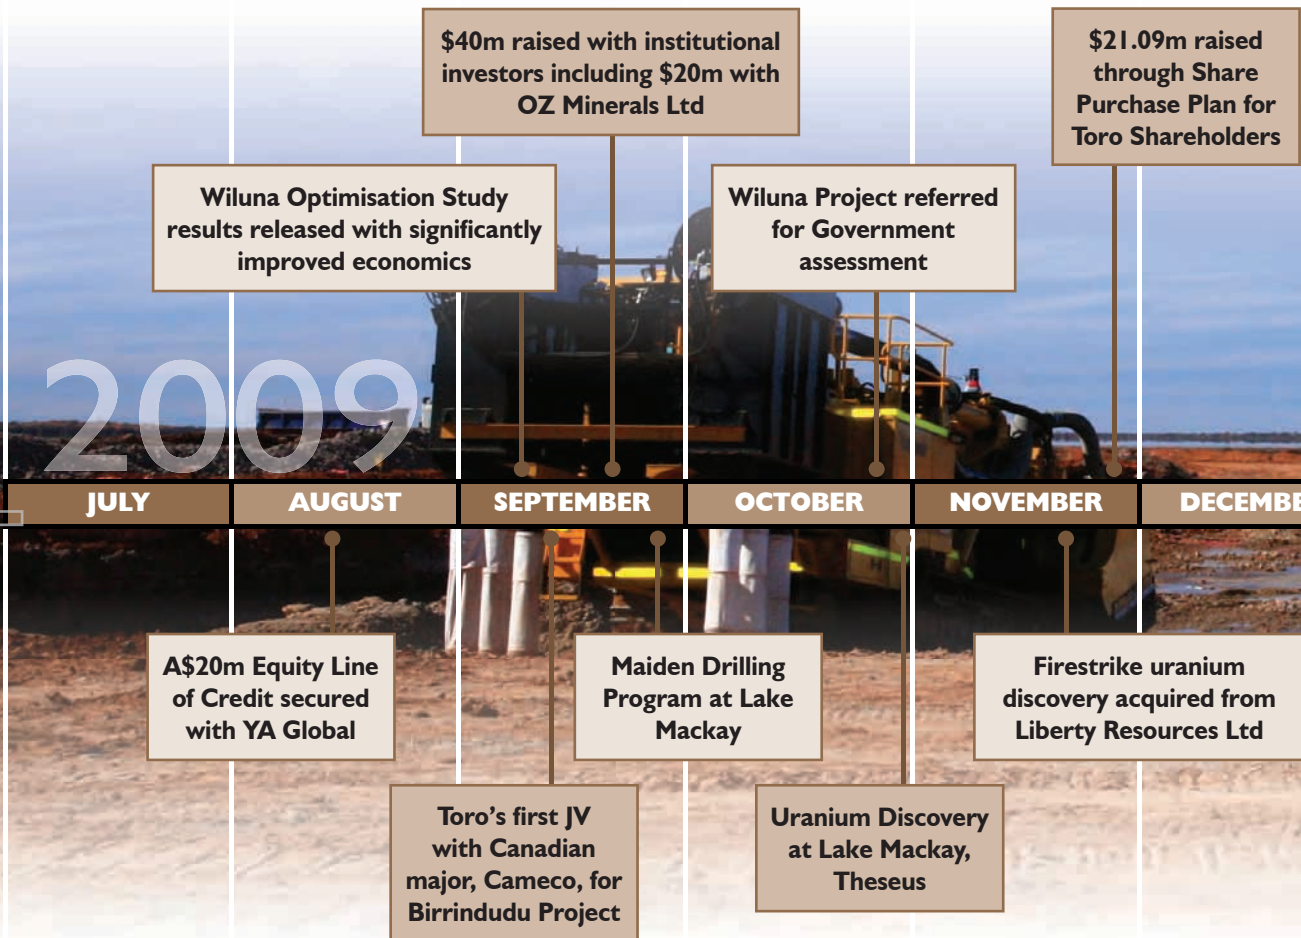 $40m raised with institutional
investors including $20m with
OZ Minerals Ltd
$21.09m raised
through Share
Purchase Plan for
Toro Shareholders
Wiluna Optimisation Study
results released with significantly
improved economics
Wiluna Project referred
for Government
assessment
2009
JULY
AUGUST
SEPTEMBER
OCTOBER
NOVEMBER
DECEMBE
A$20m Equity Line
of Credit secured
with YA Global
Maiden Drilling
Program at Lake
Mackay
Firestrike uranium
discovery acquired from
Liberty Resources Ltd
Toro’s first JV
with Canadian
major, Cameco, for
Birrindudu Project
Uranium Discovery
at Lake Mackay,
Theseus